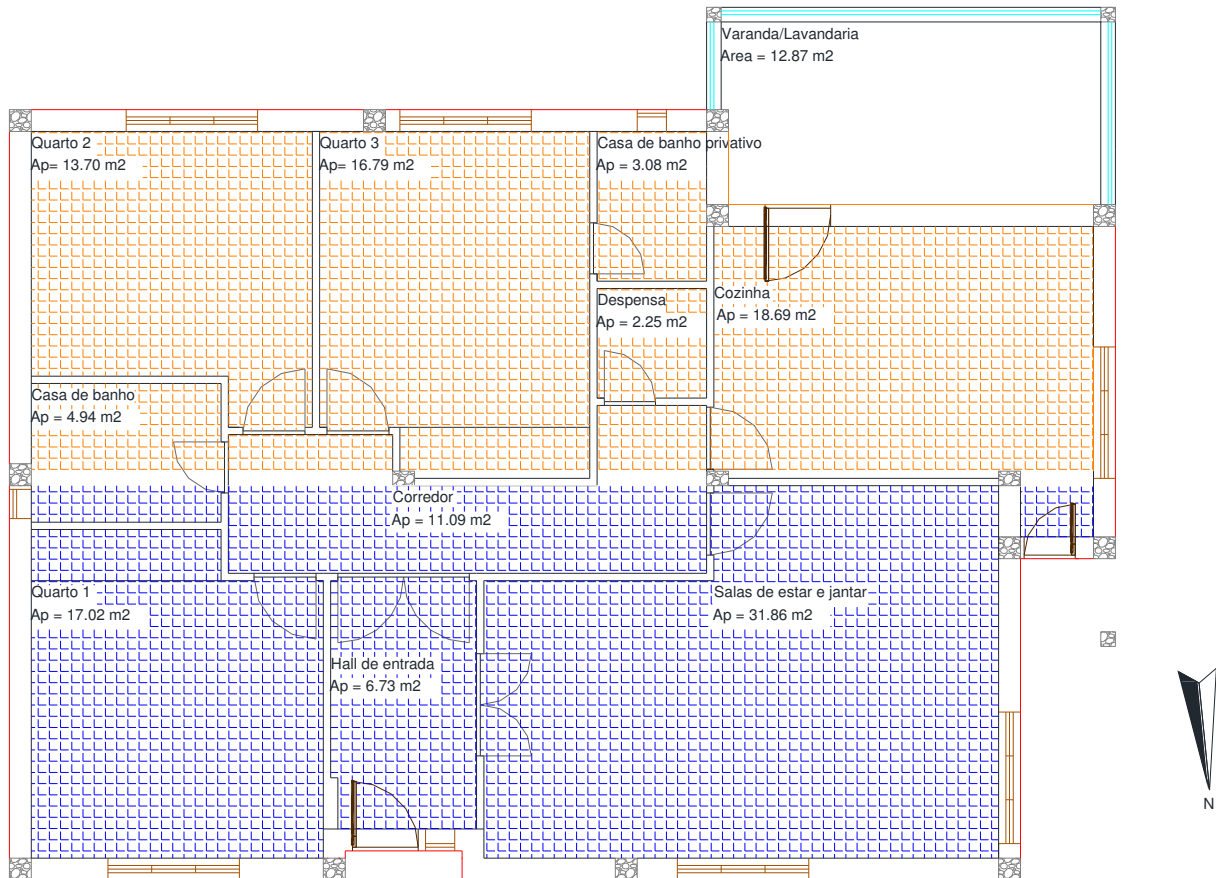 Varanda/Lavandaria
Area = 12.87 m2
Quarto 2
Ap= 13.70 m2
Quarto 3
Ap= 16.79 m2
Casa de banho privativo
Ap = 3.08 m2
Despensa
Ap = 2.25 m2
Cozinha
Ap = 18.69 m2
Casa de banho
Ap = 4.94 m2
Corredor
Ap = 11.09 m2
Quarto 1
Ap = 17.02 m2
Salas de estar e jantar
Ap = 31.86 m2
Hall de entrada
Ap = 6.73 m2
N